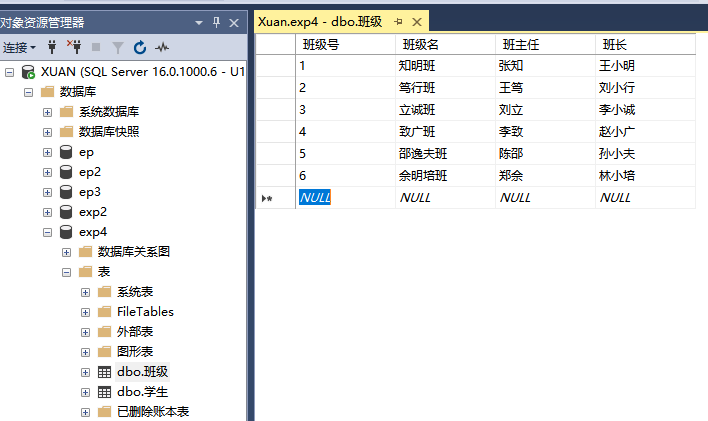 对象资源管理器
连接
XUAN (SQL Server 16.0.1000.6 - U1
数据库
系统数据库
数据库快照
ep
ep2
ep3
exp2
exp4
数据库关系图
表
系统表
FileTables
外部表
图形表
dbo.班级
dbo.学生
已删除账本表
Xuan.exp4 - dbo.班级
班级号 班级名 班主任 班长
1 知明班 张知 王小明
2 笃行班 王笃 刘小行
3 立诚班 刘立 李小诚
4 致广班 李致 赵小广
5 邵逸夫班 陈邵 孙小夫
6 余明培班 郑余 林小培
NULL NULL NULL NULL